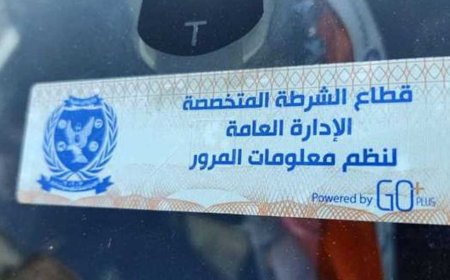 T
قطاع الشرطة المتخصصة
الإدارة العامة
لنظم معلومات المرور
Powered by GO+ PLUS